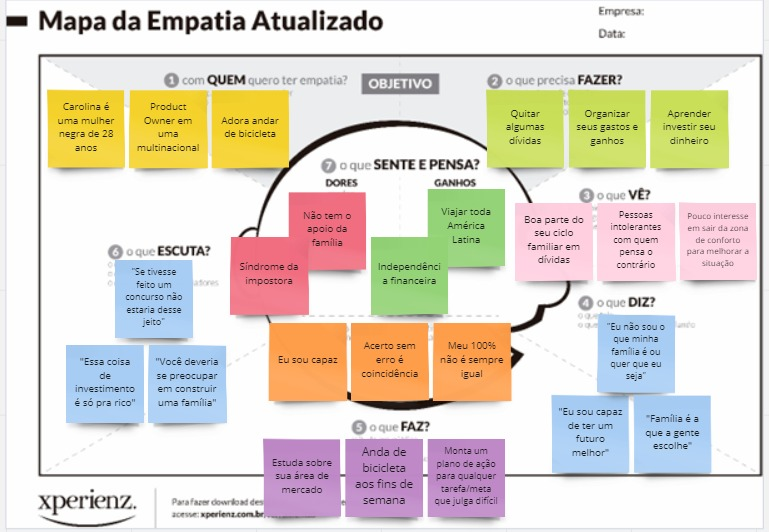 Mapa da Empatia Atualizado
Empresa:
Data:
1 com QUEM quero ter empatia?
OBJETIVO
2 o que precisa FAZER?
Carolina é
uma mulher
negra de 28
anos
Product
Owner em
uma
multinacional
Adora andar
de bicicleta
Quitar
algumas
dívidas
Organizar
seus gastos e
ganhos
Aprender
investir seu
dinheiro
7 o que SENTE E PENSA?
DORES
GANHOS
Não tem o
apoio da
família
Síndrome da
impostora
Viajar toda
América
Latina
Independênci
a financeira
Eu sou capaz
Acerto sem
erro é
coincidência
Meu 100%
não é sempre
igual
3 o que VÊ?
Boa parte do
seu ciclo
familiar em
dívidas
Pessoas
intolerantes
com quem
pensa o
contrário
Pouco interesse
em sair da zona
de conforto
para melhorar a
situação
6 o que ESCUTA?
"Se tivesse
feito um
concurso não
estaria desse
jeito"
"Essa coisa
de
investimento
é só pra rico"
"Você deveria
se preocupar
em construir
uma família"
4 o que DIZ?
"Eu não sou o
que minha
família é ou
quer que eu
seja"
"Eu sou capaz
de ter um
futuro
melhor"
"Família é a
que a gente
escolhe"
5 o que FAZ?
Estuda sobre
sua área de
mercado
Anda de
bicicleta
aos fins de
semana
Monta um
plano de ação
para qualquer
tarefa/meta
que julga difícil
xperienz.
Para fazer download des
acesse: xperienz.com.br